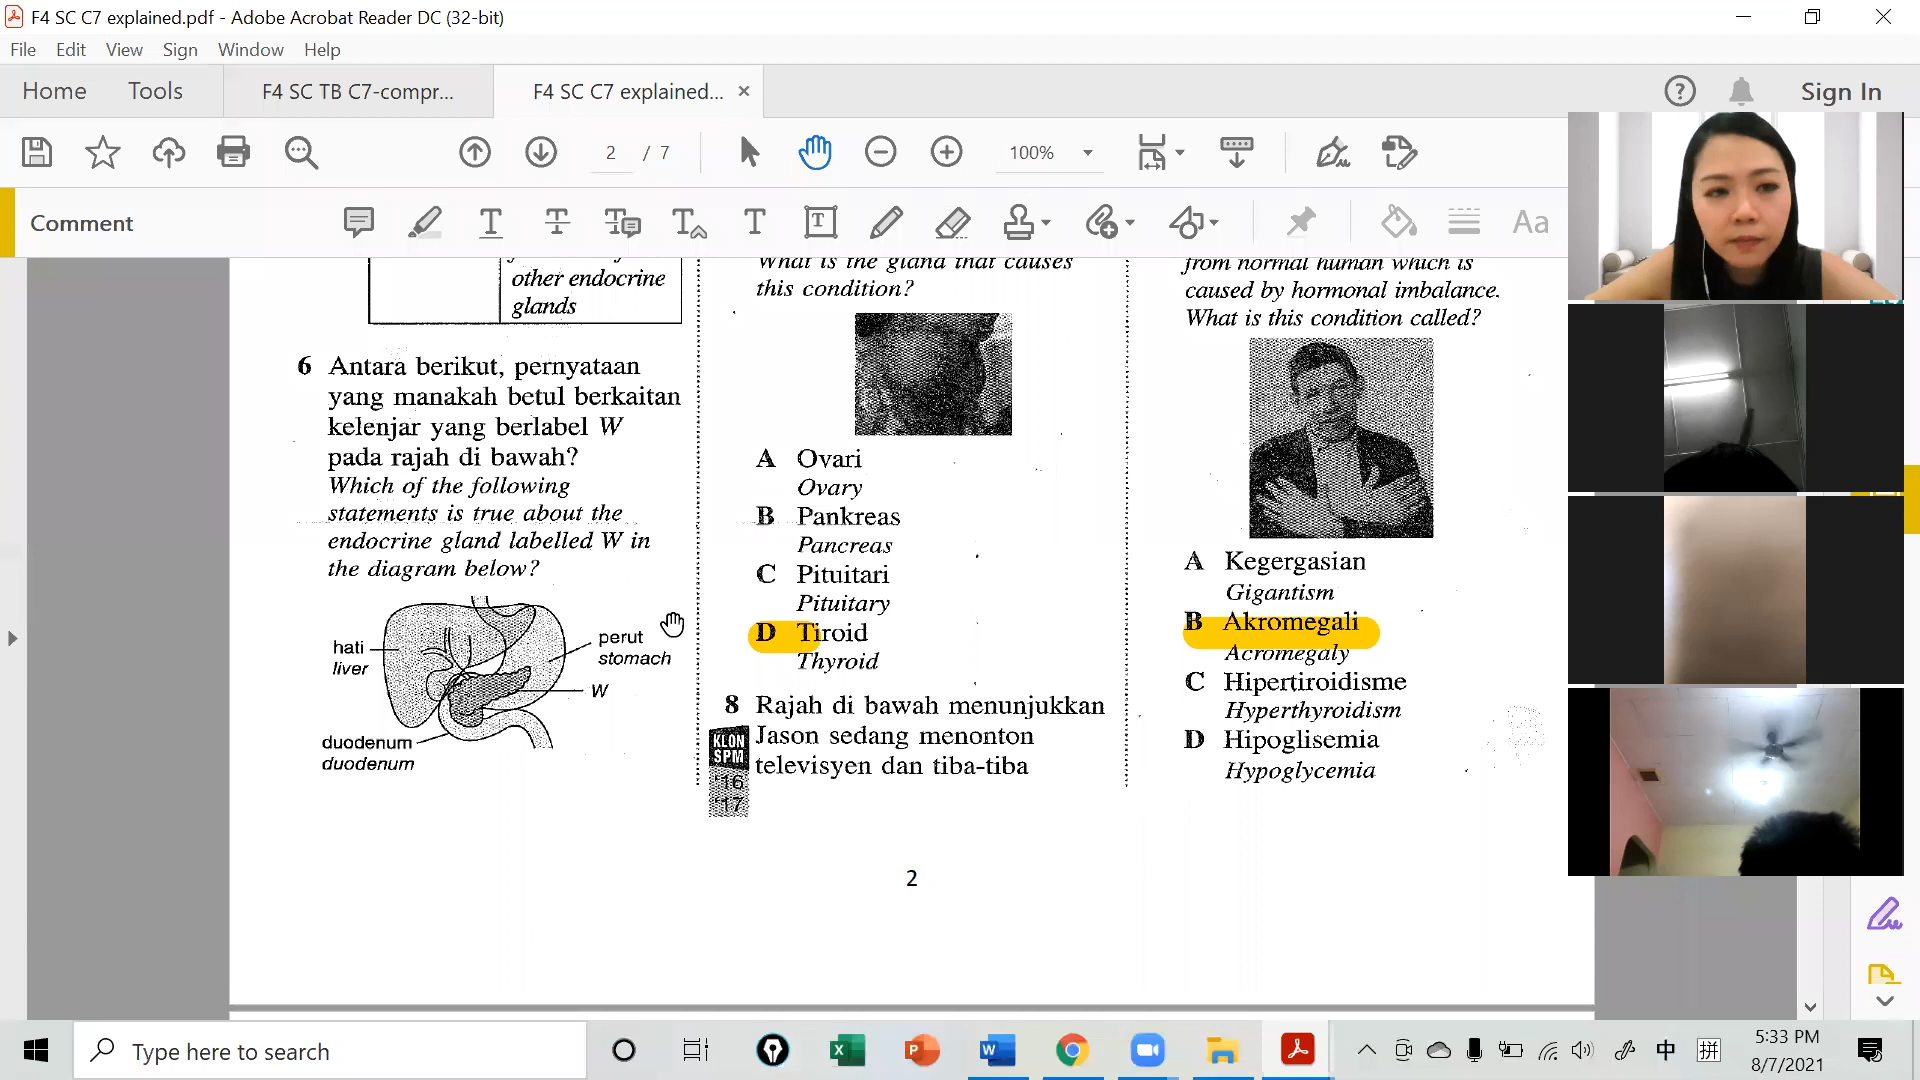 F4 SC C7 explained.pdf - Adobe Acrobat Reader DC (32-bit)
File Edit View Sign Window Help
Home Tools F4 SC TB C7-compr... F4 SC C7 explained... × Sign In
2 / 7 100%
Comment
other endocrine
glands
6 Antara berikut, pernyataan
yang manakah betul berkaitan
kelenjar yang berlabel W
pada rajah di bawah?
Which of the following
statements is true about the
endocrine gland labelled W in
the diagram below?
hati
liver
perut
stomach
W
duodenum
duodenum
What is the gland that causes
this condition?
A Ovari
Ovary
B Pankreas
Pancreas
C Pituitari
Pituitary
D Tiroid
Thyroid
8 Rajah di bawah menunjukkan
Jason sedang menonton
televisyen dan tiba-tiba
KLON
SPM
'16
'17
from normal human which is
caused by hormonal imbalance.
What is this condition called?
A Kegergasian
Gigantism
B Akromegali
Acromegaly
C Hipertiroidisme
Hyperthyroidism
D Hipoglisemia
Hypoglycemia
2
Type here to search
中
拼
5:33 PM
8/7/2021